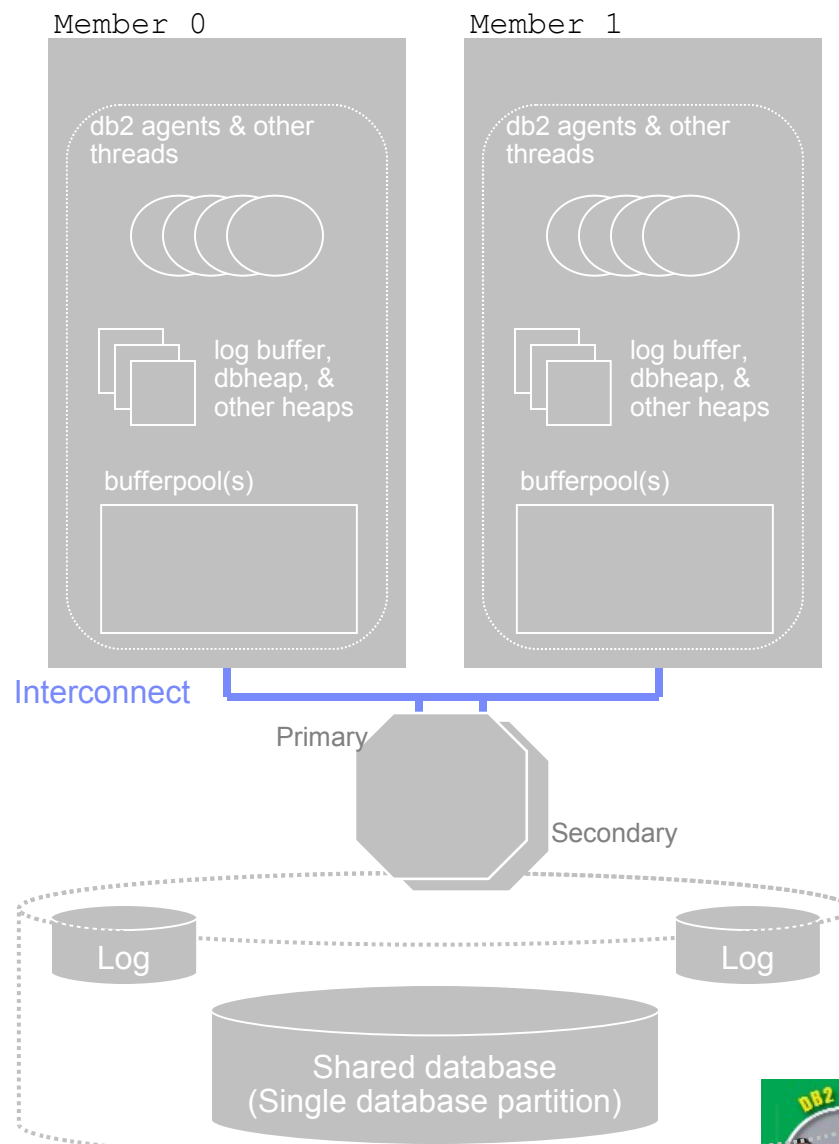 Member 0
Member 1
db2 agents & other
threads
db2 agents & other
threads
log buffer,
dbheap, &
other heaps
log buffer,
dbheap, &
other heaps
bufferpool(s)
bufferpool(s)
Interconnect
Primary
Secondary
Log
Log
Shared database
(Single database partition)
DB2